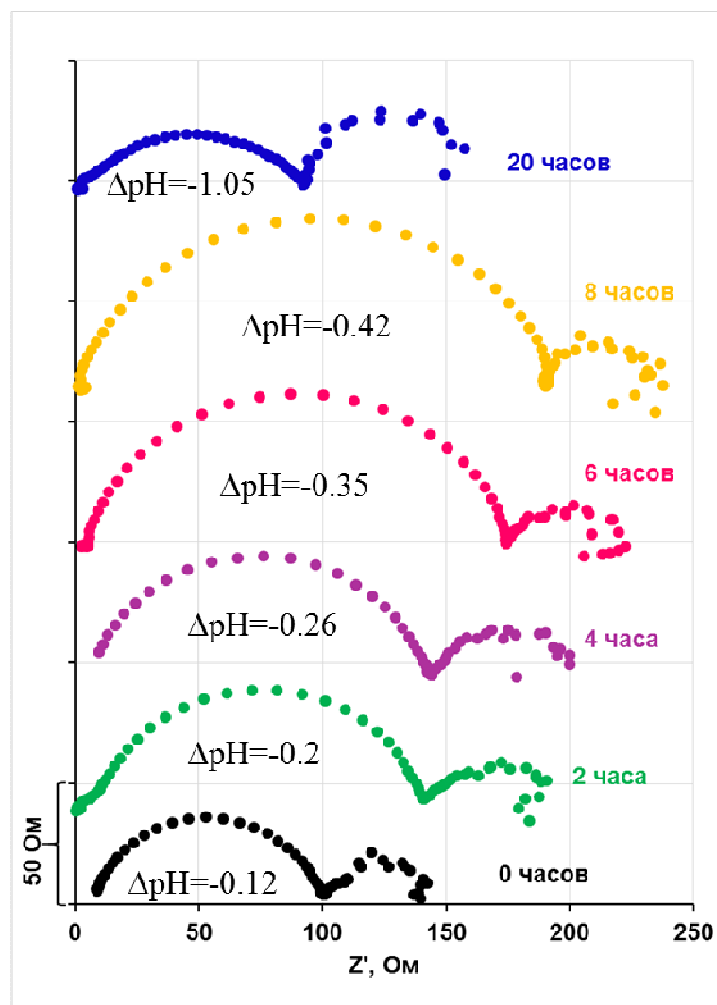 20 часов
ΔpH=-1.05
8 часов
ΔpH=-0.42
6 часов
ΔpH=-0.35
ΔpH=-0.26
4 часа
ΔpH=-0.2
2 часа
50 Ом
ΔpH=-0.12
0 часов
0 50 100 150 200 250
Z', Ом